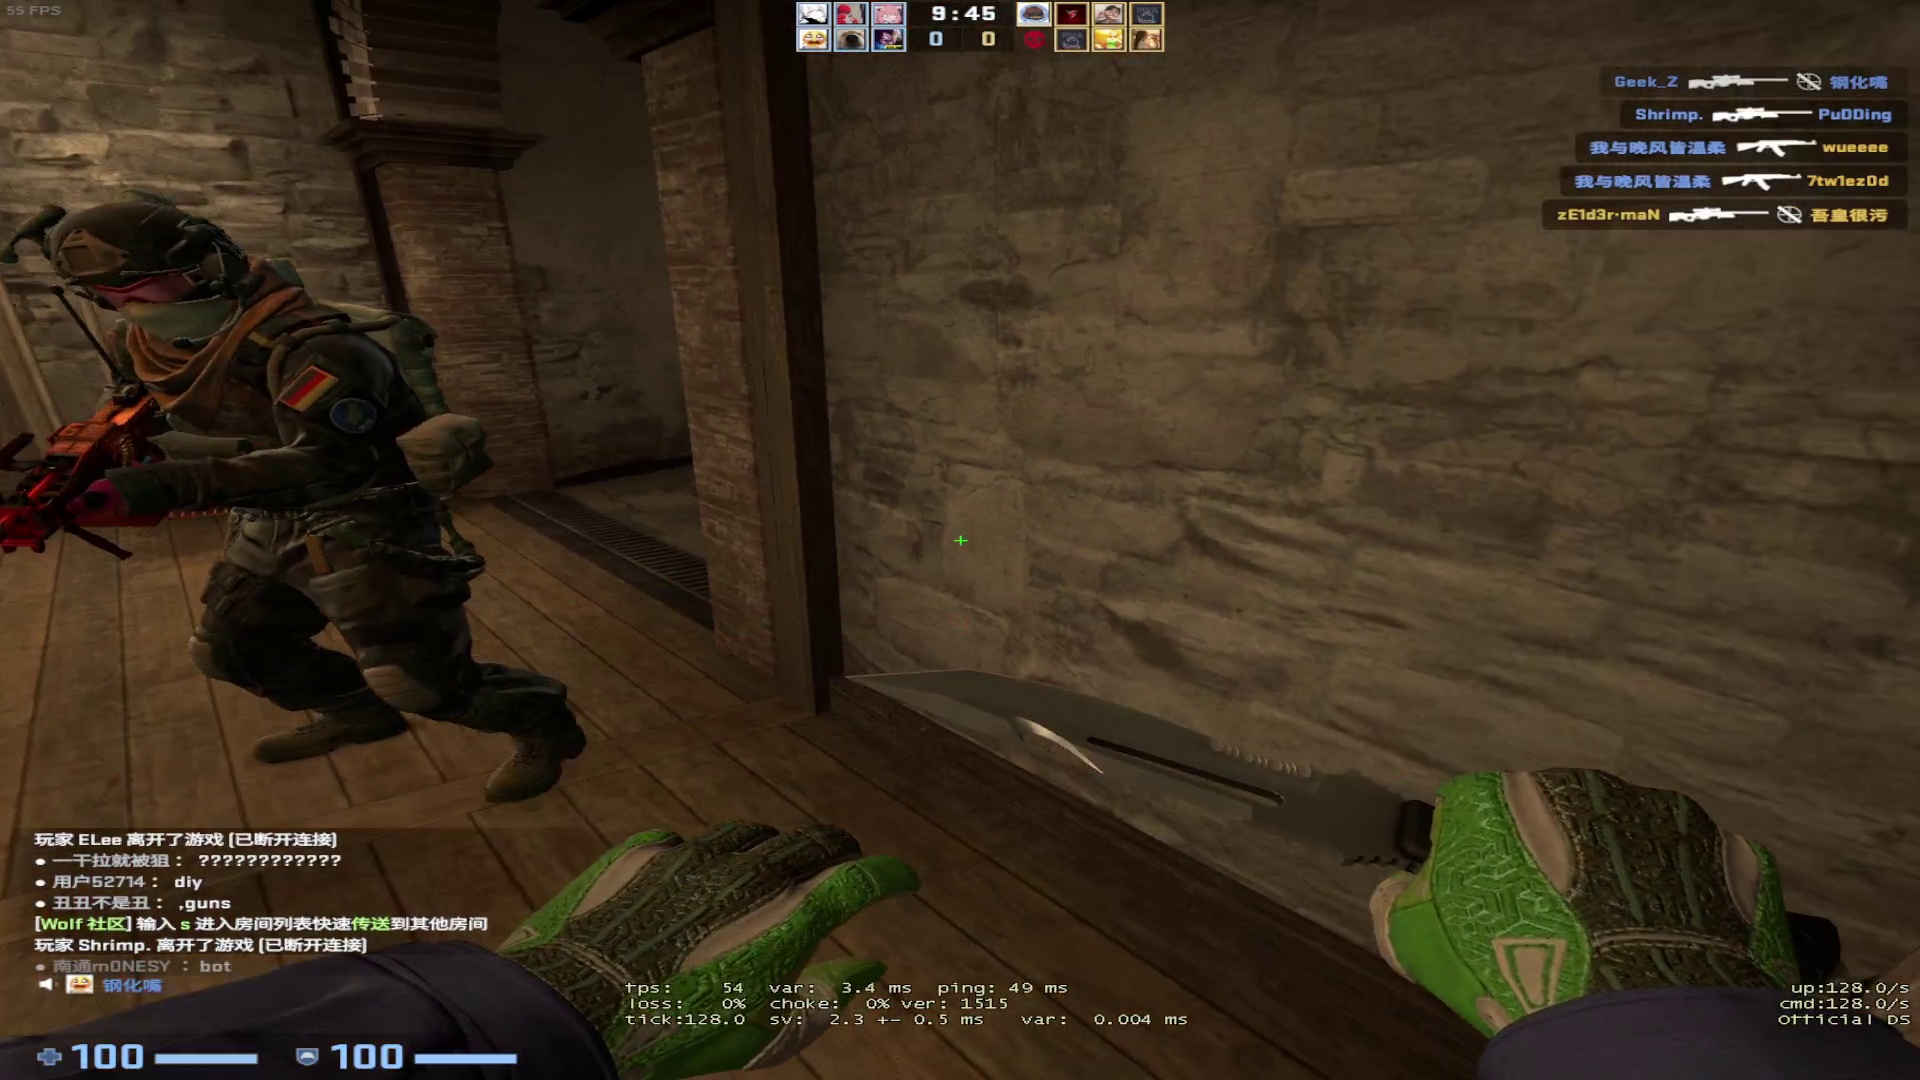 55 FPS
9:45
0 0
Geek_Z 钢化嘴
Shrimp. PuDDing
我与晚风皆温柔 wueeee
我与晚风皆温柔 7tw1ez0d
zE1d3r·maN 吾皇很污
玩家 ELee 离开了游戏 [已断开连接]
● 一干拉就被狙： ????????????
● 用户52714： diy
● 丑丑不是丑： ,guns
[Wolf 社区] 输入 s 进入房间列表快速传送到其他房间
玩家 Shrimp. 离开了游戏 [已断开连接]
● 南通m0NESY ： bot
钢化嘴
fps: 54 var: 3.4 ms ping: 49 ms
loss: 0% choke: 0% ver: 1515
tick:128.0 sv: 2.3 +- 0.5 ms var: 0.004 ms
up:128.0/s
cmd:128.0/s
Official DS
100 100